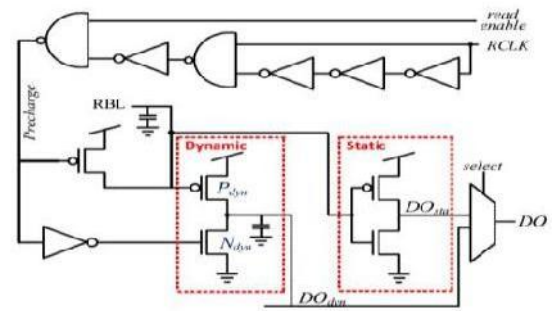 read
enable
RCLK
RBL
Precharge
Dynamic
Static
select
Pdyn
DOsta
DO
Ndyn
DOdyn